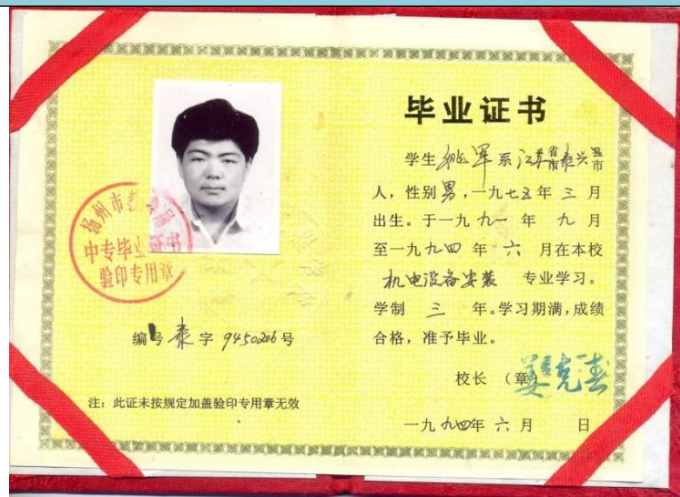 毕业证书
学生姚军系江苏省泰兴县市
人，性别男，一九七五年三月
出生。于一九九一年九月
至一九九四年六月在本校
机电设备安装 专业学习。
学制三年。学习期满，成绩
合格，准予毕业。
校长（章）
一九九四年六月 日
扬州市
中专毕业证书
验印专用章
编号泰字9450206号
注：此证未按规定加盖验印专用章无效